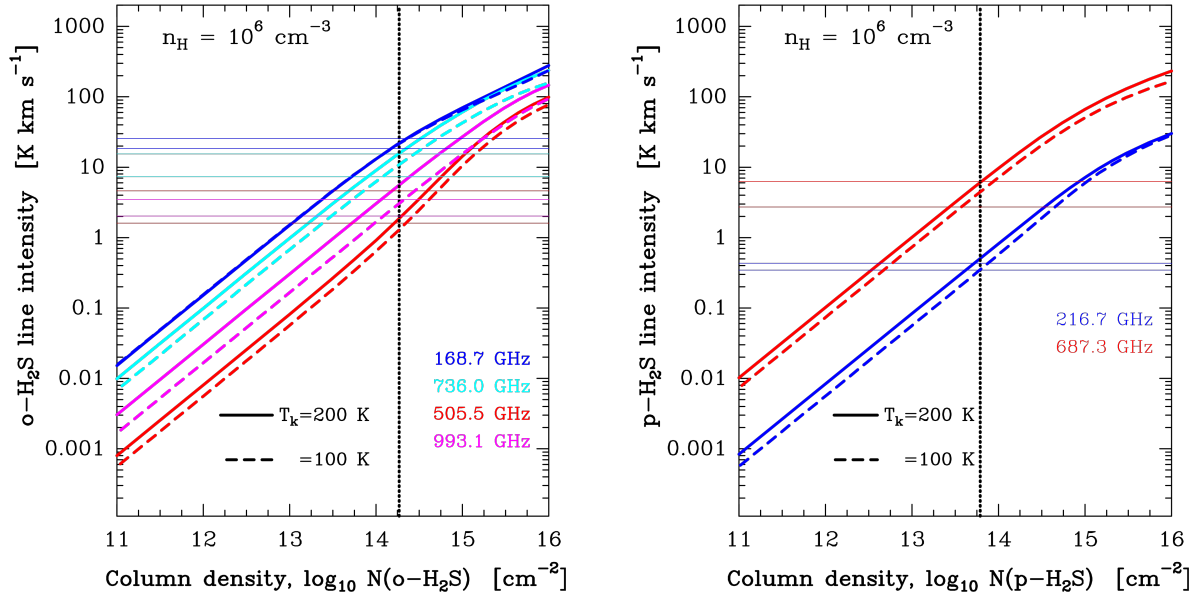 n_H = 10^6 cm^-3
o-H2S line intensity [K km s^-1]
1000
100
10
1
0.1
0.01
0.001
168.7 GHz
736.0 GHz
505.5 GHz
993.1 GHz
T_k=200 K
=100 K
11 12 13 14 15 16
Column density, log10 N(o-H2S) [cm^-2]
n_H = 10^6 cm^-3
p-H2S line intensity [K km s^-1]
1000
100
10
1
0.1
0.01
0.001
216.7 GHz
687.3 GHz
T_k=200 K
=100 K
11 12 13 14 15 16
Column density, log10 N(p-H2S) [cm^-2]